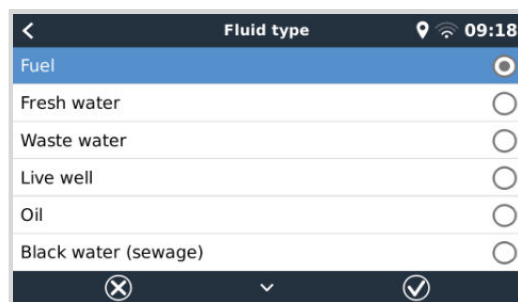 Fluid type
09:18
Fuel
Fresh water
Waste water
Live well
Oil
Black water (sewage)